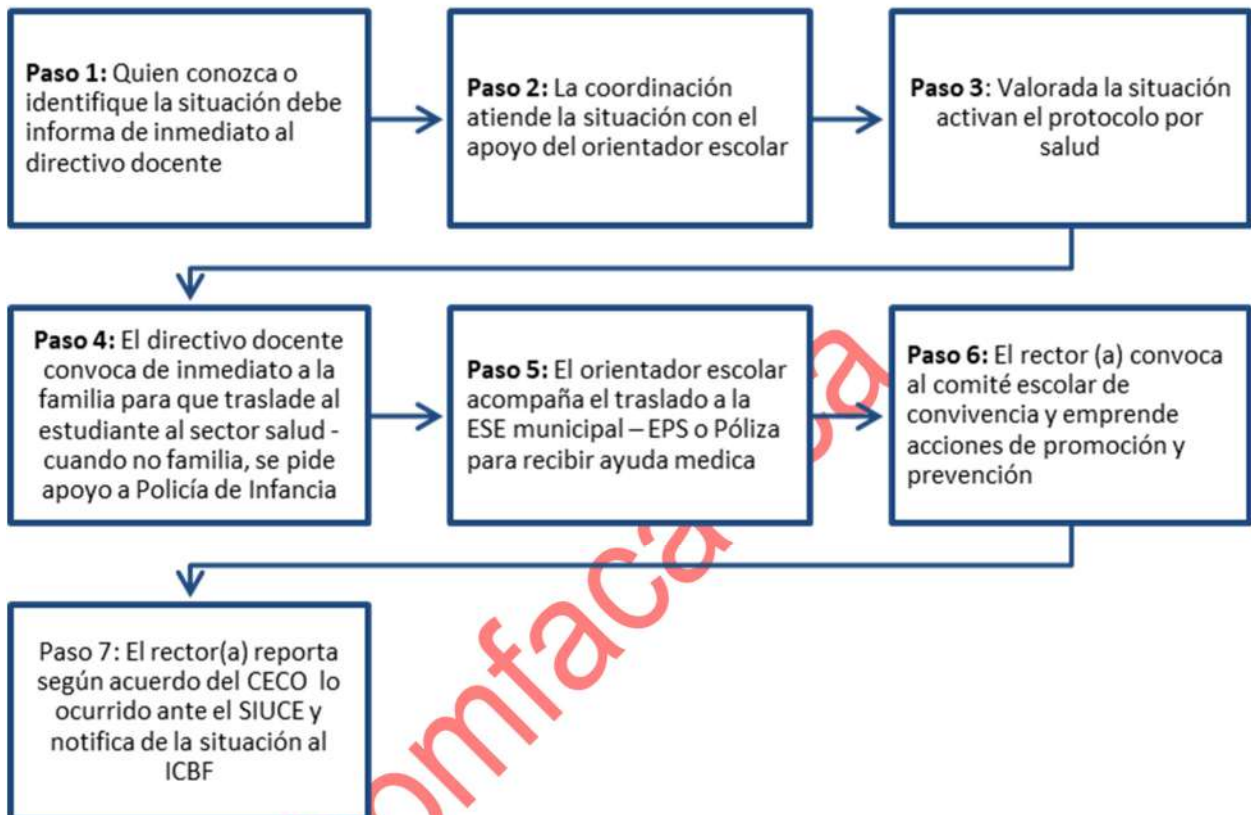 Paso 1: Quien conozca o
identifique la situación debe
informa de inmediato al
directivo docente
Paso 2: La coordinación
atiende la situación con el
apoyo del orientador escolar
Paso 3: Valorada la situación
activan el protocolo por
salud
Paso 4: El directivo docente
convoca de inmediato a la
familia para que traslade al
estudiante al sector salud -
cuando no familia, se pide
apoyo a Policía de Infancia
Paso 5: El orientador escolar
acompaña el traslado a la
ESE municipal – EPS o Póliza
para recibir ayuda medica
Paso 6: El rector (a) convoca
al comité escolar de
convivencia y emprende
acciones de promoción y
prevención
Paso 7: El rector(a) reporta
según acuerdo del CECO lo
ocurrido ante el SIUCE y
notifica de la situación al
ICBF